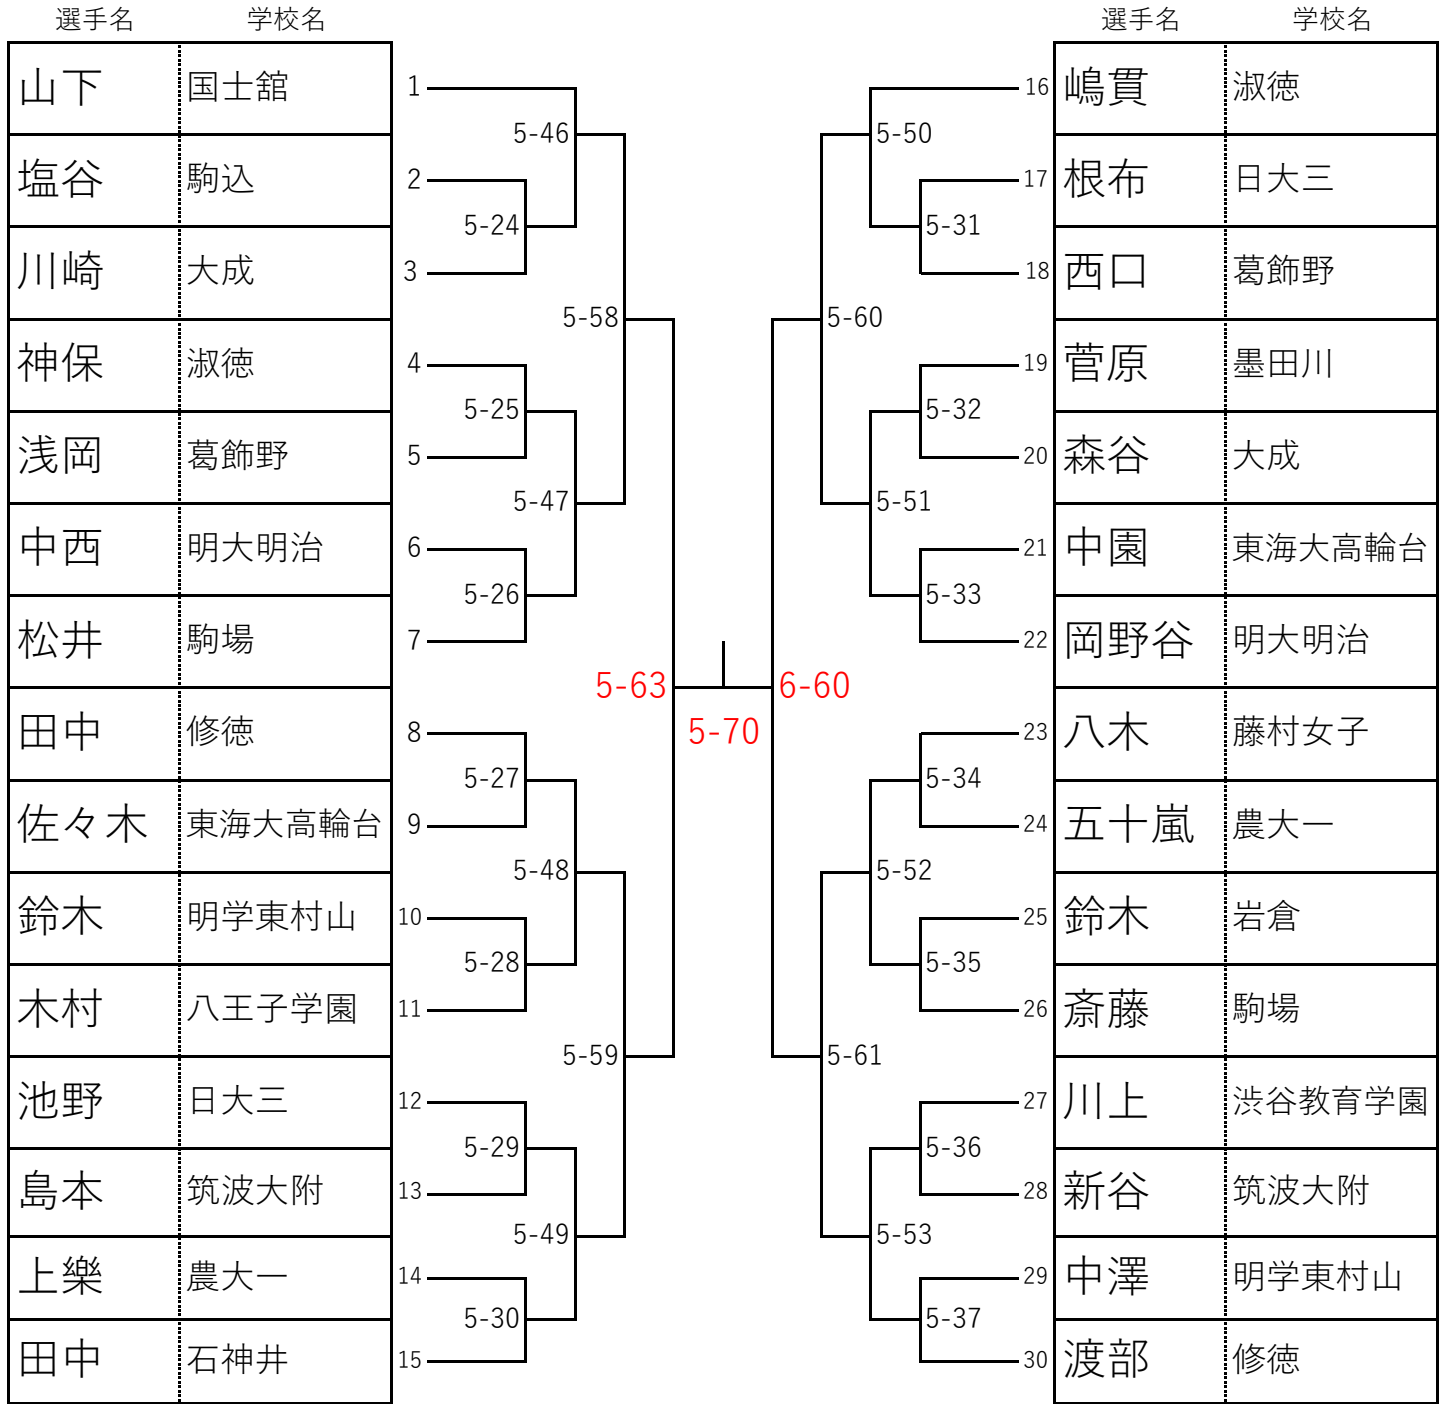 選手名 学校名 選手名 学校名
山下 国士舘 1 16 嶋貫 淑徳
5-46 5-50
塩谷 駒込 2 17 根布 日大三
5-24 5-31
川崎 大成 3 18 西口 葛飾野
5-58 5-60
神保 淑徳 4 19 菅原 墨田川
5-25 5-32
浅岡 葛飾野 5 20 森谷 大成
5-47 5-51
中西 明大明治 6 21 中園 東海大高輪台
5-26 5-33
松井 駒場 7 22 岡野谷 明大明治
5-63 6-60
5-70
田中 修徳 8 23 八木 藤村女子
5-27 5-34
佐々木 東海大高輪台 9 24 五十嵐 農大一
5-48 5-52
鈴木 明学東村山 10 25 鈴木 岩倉
5-28 5-35
木村 八王子学園 11 26 斎藤 駒場
5-59 5-61
池野 日大三 12 27 川上 渋谷教育学園
5-29 5-36
島本 筑波大附 13 28 新谷 筑波大附
5-49 5-53
上樂 農大一 14 29 中澤 明学東村山
5-30 5-37
田中 石神井 15 30 渡部 修徳